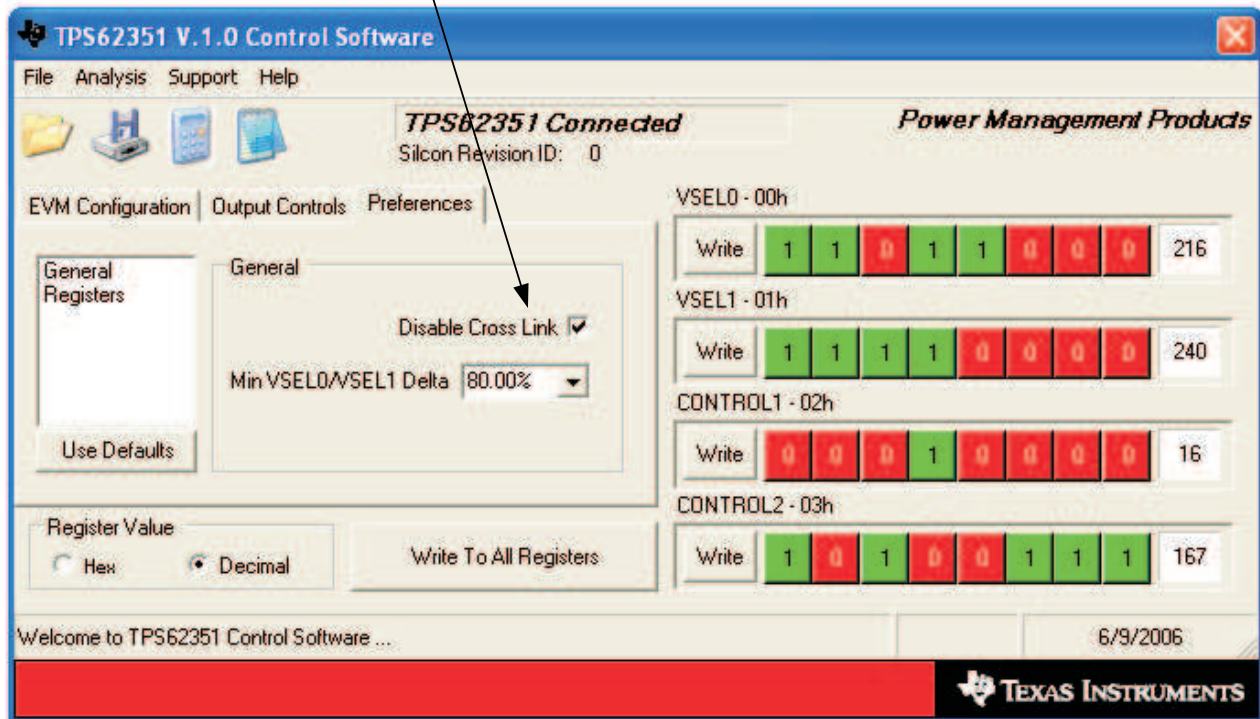 TPS62351 V.1.0 Control Software
File Analysis Support Help
TPS62351 Connected
Power Management Products
Silcon Revision ID: 0
EVM Configuration
Output Controls
Preferences
General
Registers
Use Defaults
General
Disable Cross Link
Min VSEL0/VSEL1 Delta 80.00%
Register Value
Hex
Decimal
Write To All Registers
VSEL0 - 00h
Write 1 1 0 1 1 0 0 0 216
VSEL1 - 01h
Write 1 1 1 1 0 0 0 0 240
CONTROL1 - 02h
Write 0 0 0 1 0 0 0 0 16
CONTROL2 - 03h
Write 1 0 1 0 0 1 1 1 167
Welcome to TPS62351 Control Software ...
6/9/2006
TEXAS INSTRUMENTS